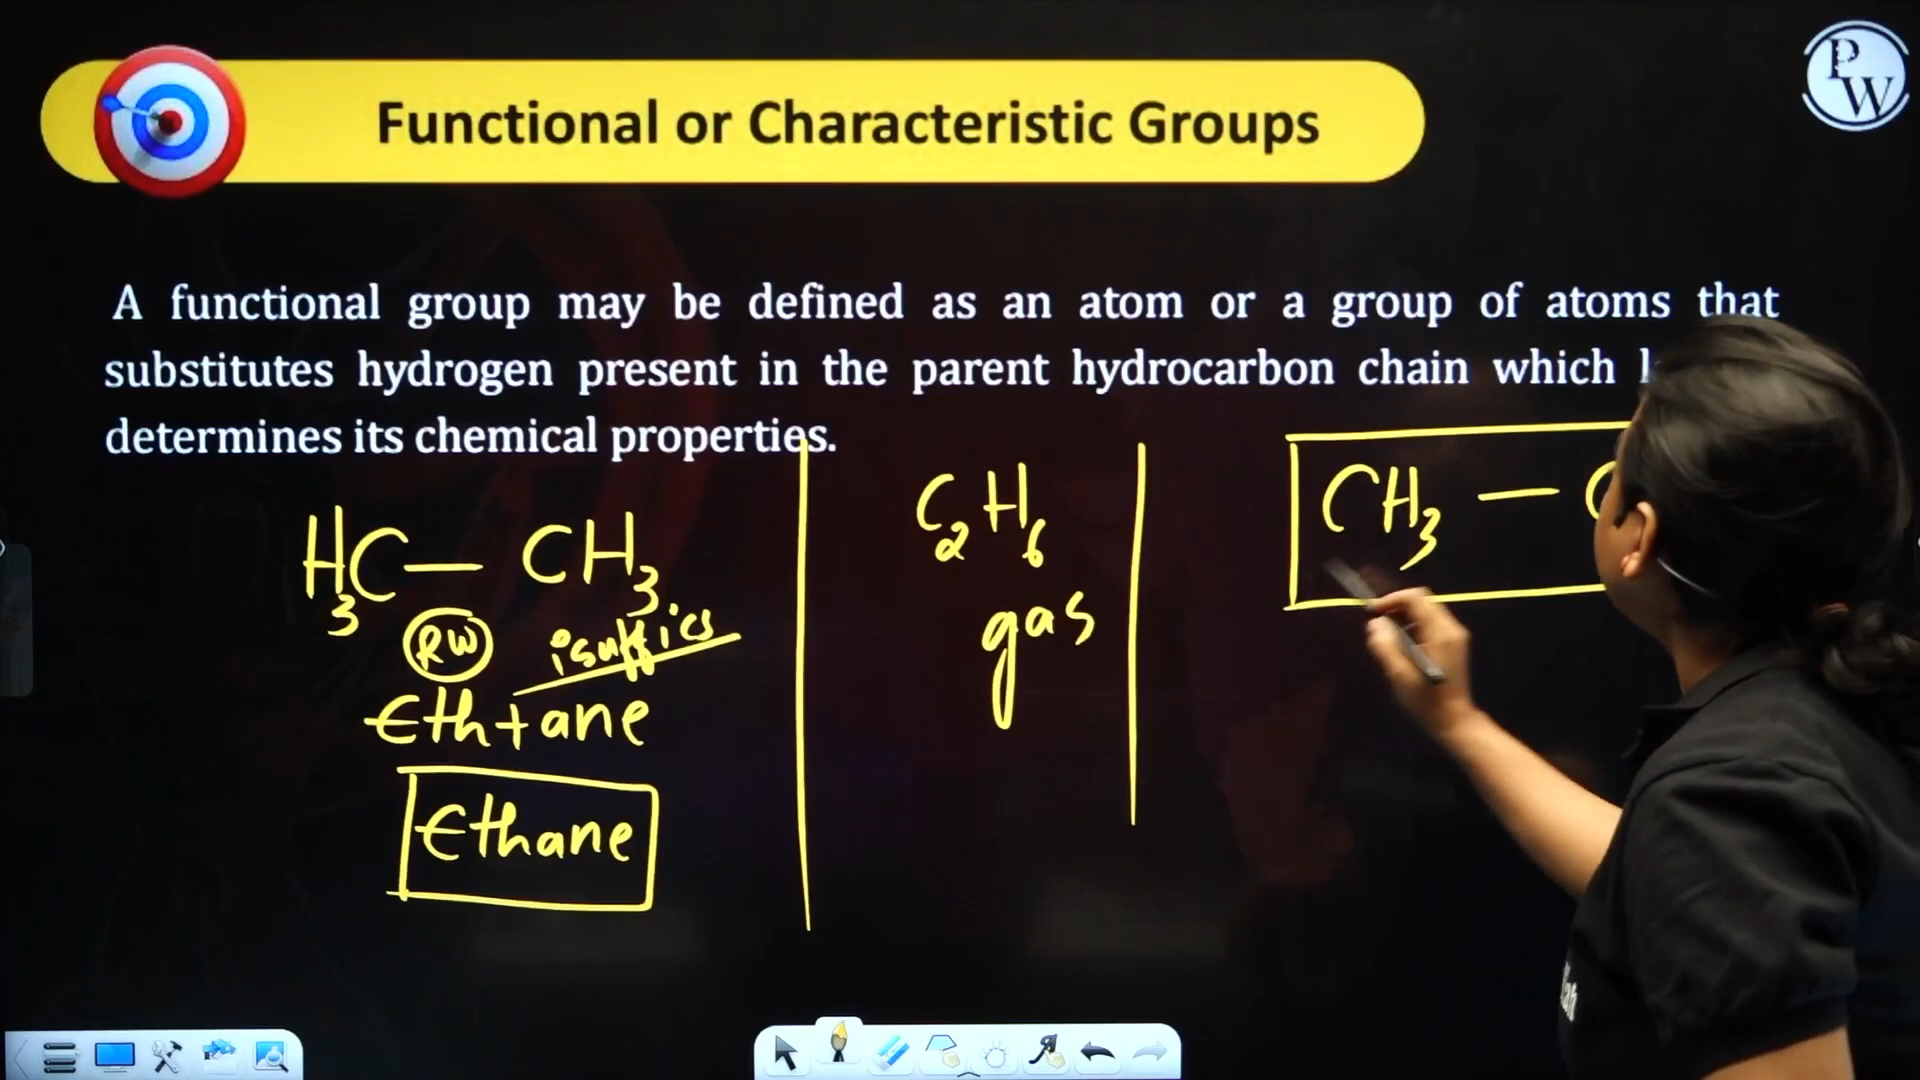 PW
Functional or Characteristic Groups
A functional group may be defined as an atom or a group of atoms that
substitutes hydrogen present in the parent hydrocarbon chain which
determines its chemical properties.
H₃C — CH₃
RW
Eth + ane
Ethane
C₂H₆
gas
CH₃ —